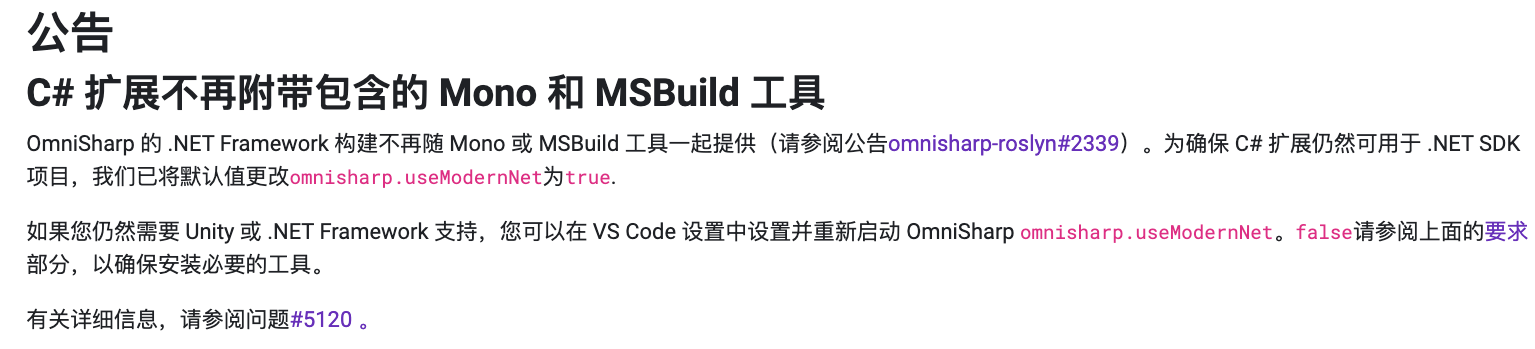 公告
C# 扩展不再附带包含的 Mono 和 MSBuild 工具
OmniSharp 的 .NET Framework 构建不再随 Mono 或 MSBuild 工具一起提供（请参阅公告omnisharp-roslyn#2339）。为确保 C# 扩展仍然可用于 .NET SDK
项目，我们已将默认值更改omnisharp.useModernNet为true.
如果您仍然需要 Unity 或 .NET Framework 支持，您可以在 VS Code 设置中设置并重新启动 OmniSharp omnisharp.useModernNet。false请参阅上面的要求
部分，以确保安装必要的工具。
有关详细信息，请参阅问题#5120 。